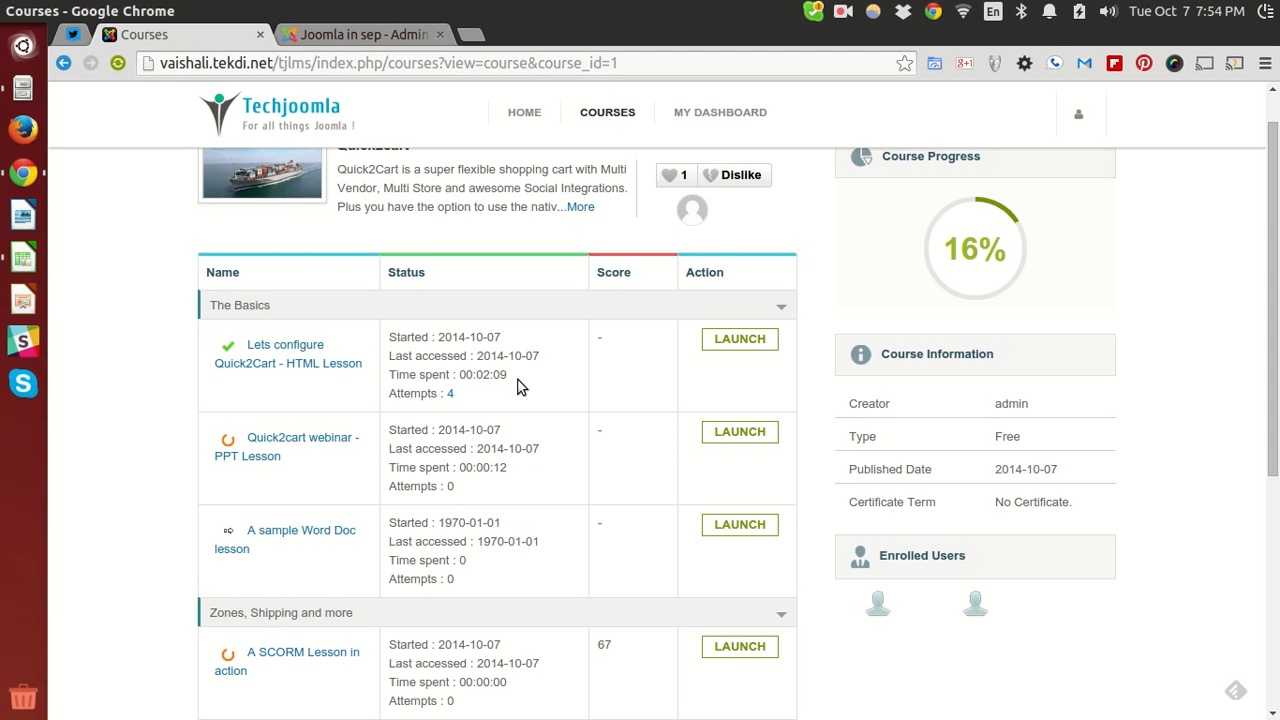 Courses - Google Chrome
En
Tue Oct 7 7:54 PM
Courses
×
Joomla in sep - Admin
×
vaishali.tekdi.net/tjlms/index.php/courses?view=course&course_id=1
Techjoomla
For all things Joomla !
HOME
COURSES
MY DASHBOARD
Quick2cart
Quick2Cart is a super flexible shopping cart with Multi
Vendor, Multi Store and awesome Social Integrations.
Plus you have the option to use the nativ...More
1
Dislike
Course Progress
16%
Name
Status
Score
Action
The Basics
Lets configure
Quick2Cart - HTML Lesson
Started : 2014-10-07
Last accessed : 2014-10-07
Time spent : 00:02:09
Attempts : 4
-
LAUNCH
Quick2cart webinar -
PPT Lesson
Started : 2014-10-07
Last accessed : 2014-10-07
Time spent : 00:00:12
Attempts : 0
-
LAUNCH
A sample Word Doc
lesson
Started : 1970-01-01
Last accessed : 1970-01-01
Time spent : 0
Attempts : 0
-
LAUNCH
Zones, Shipping and more
A SCORM Lesson in
action
Started : 2014-10-07
Last accessed : 2014-10-07
Time spent : 00:00:00
Attempts : 0
67
LAUNCH
Course Information
Creator admin
Type Free
Published Date 2014-10-07
Certificate Term No Certificate.
Enrolled Users